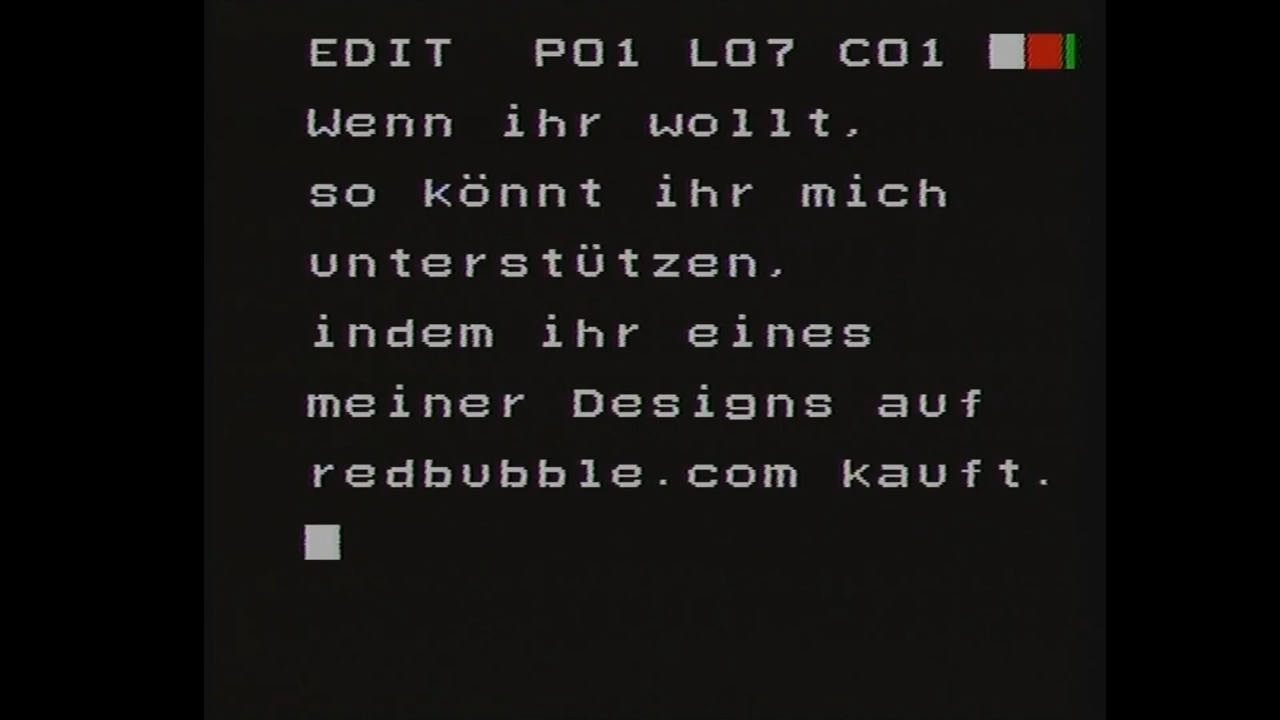 EDIT P01 L07 C01
Wenn ihr wollt,
so könnt ihr mich
unterstützen,
indem ihr eines
meiner Designs auf
redbubble.com kauft.